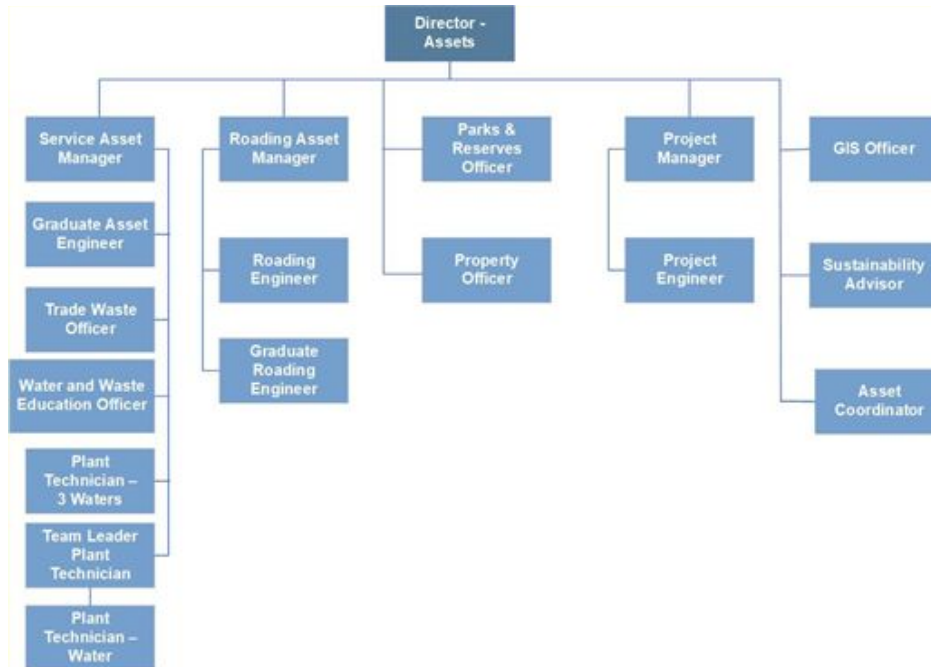 Director -
Assets
Service Asset
Manager
Roading Asset
Manager
Parks &
Reserves
Officer
Project
Manager
GIS Officer
Graduate Asset
Engineer
Roading
Engineer
Property
Officer
Project
Engineer
Sustainability
Advisor
Trade Waste
Officer
Graduate
Roading
Engineer
Water and Waste
Education Officer
Asset
Coordinator
Plant
Technician –
3 Waters
Team Leader
Plant
Technician
Plant
Technician –
Water